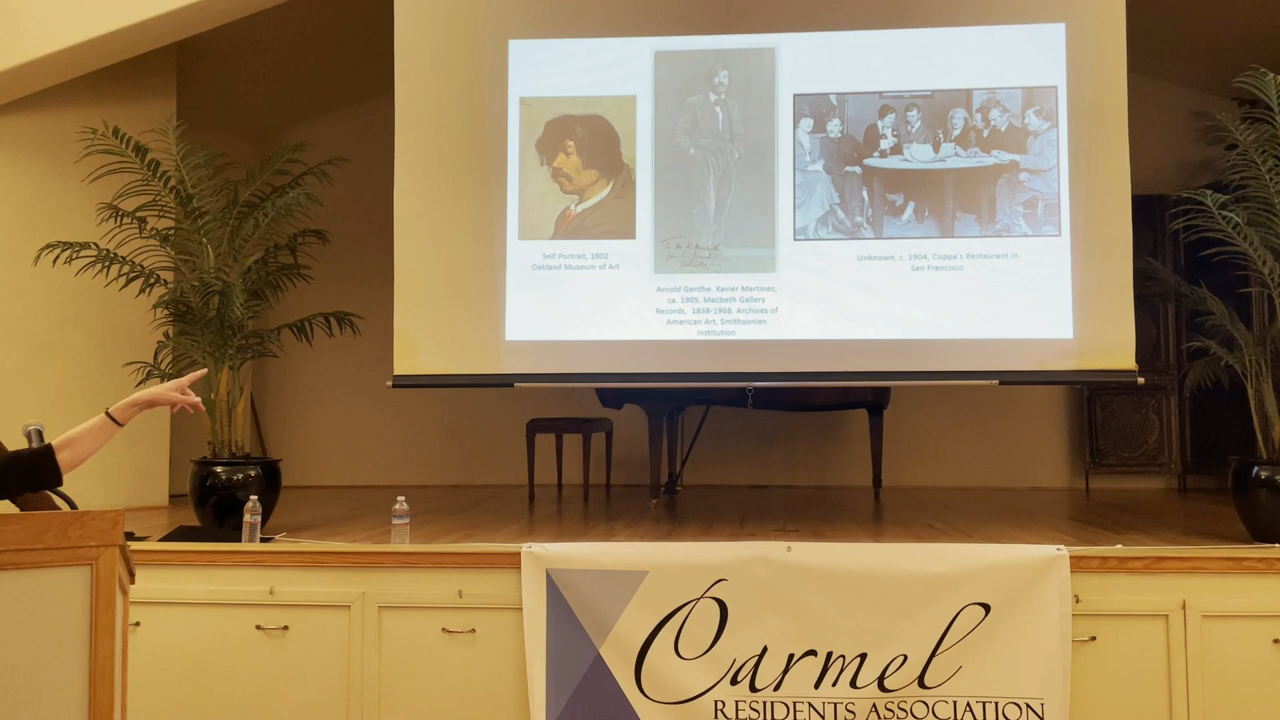 Self Portrait, 1902
Oakland Museum of Art
Arnold Genthe. Xavier Martinez,
ca. 1905. Macbeth Gallery
Records, 1838-1968. Archives of
American Art, Smithsonian
Institution
Unknown, c. 1904, Coppa's Restaurant in
San Francisco
Carmel
RESIDENTS ASSOCIATION